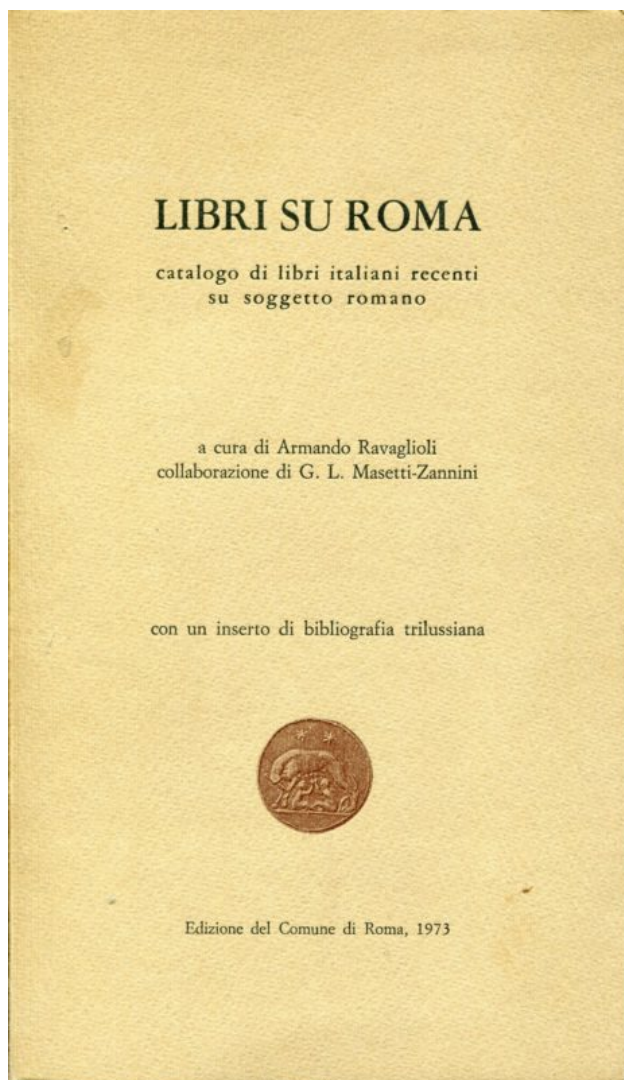 LIBRI SU ROMA
catalogo di libri italiani recenti
su soggetto romano
a cura di Armando Ravaglioli
collaborazione di G. L. Masetti-Zannini
con un inserto di bibliografia trilussiana
Edizione del Comune di Roma, 1973